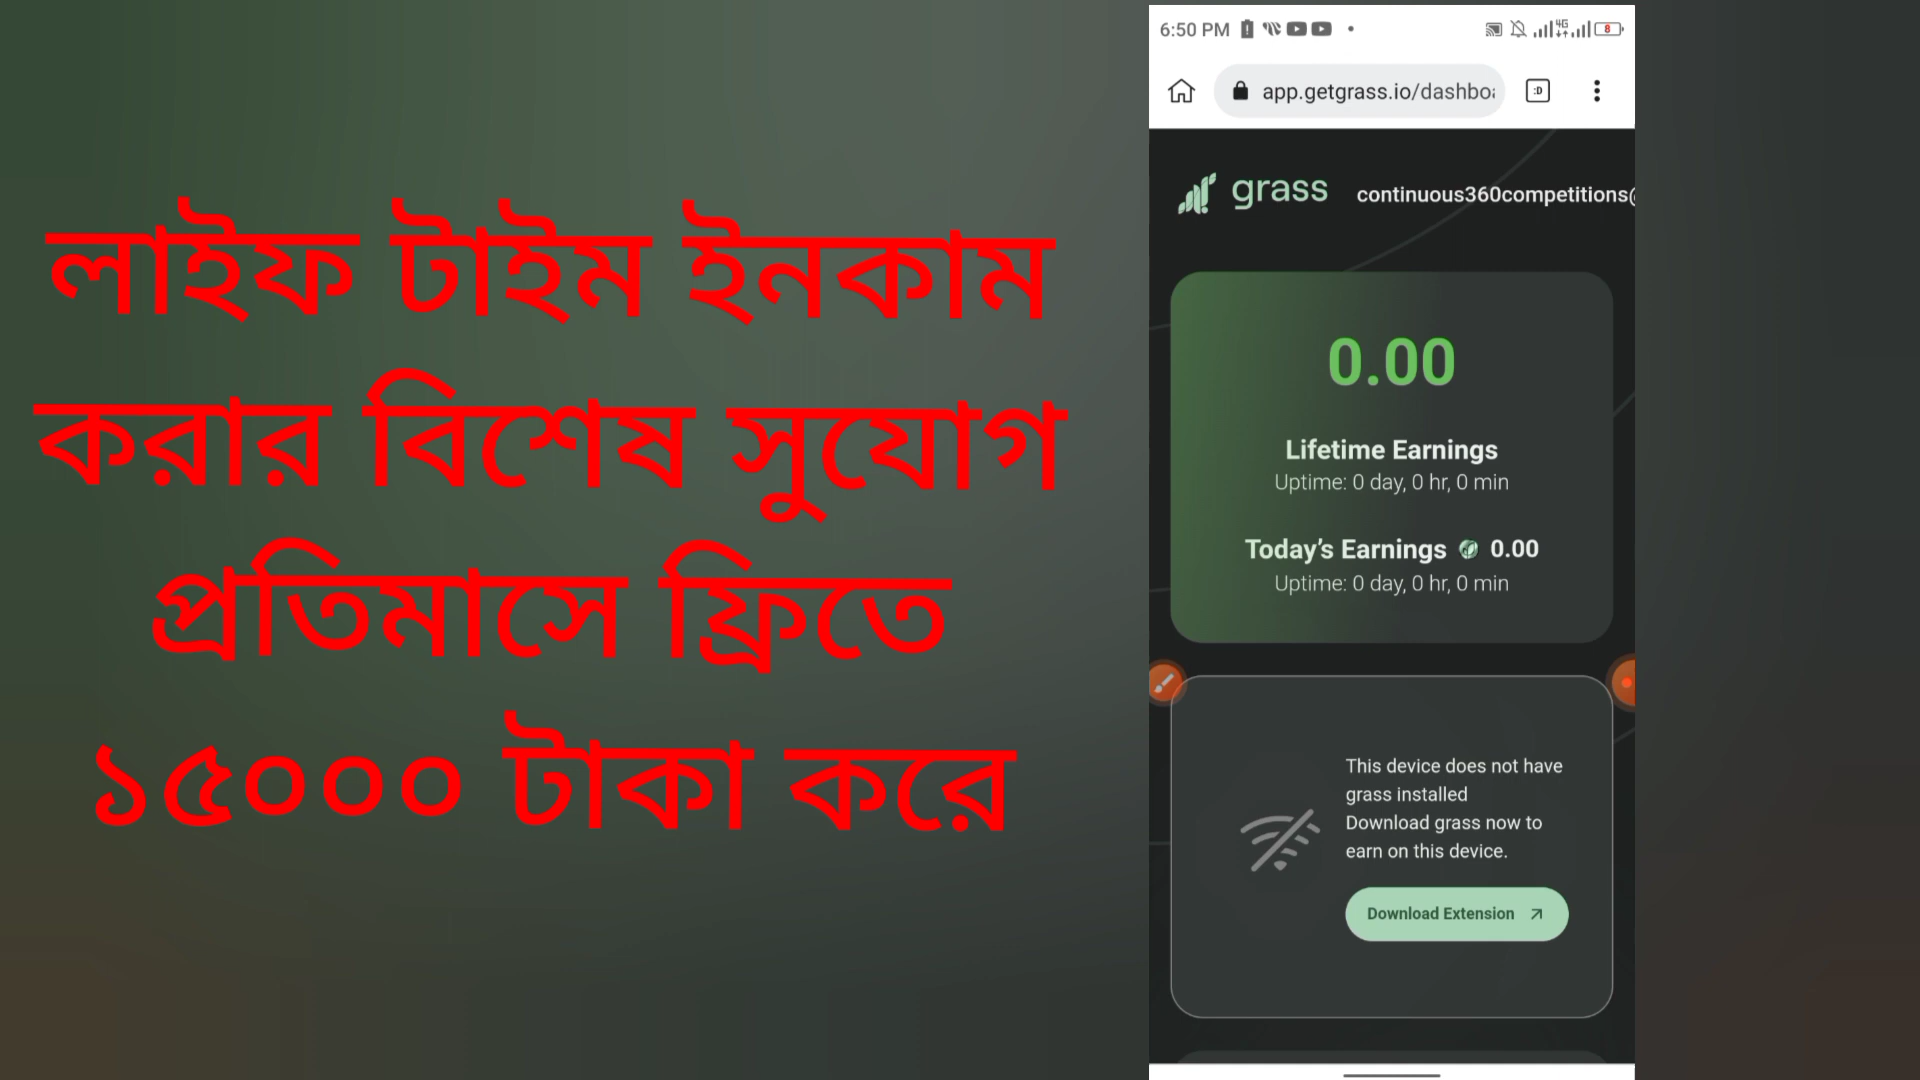 লাইফ টাইম ইনকাম
করার বিশেষ সুযোগ
প্রতিমাসে ফ্রিতে
১৫০০০ টাকা করে
6:50 PM
4G
8
app.getgrass.io/dashbo
:D
grass
continuous360competitions@
0.00
Lifetime Earnings
Uptime: 0 day, 0 hr, 0 min
Today's Earnings 0.00
Uptime: 0 day, 0 hr, 0 min
This device does not have
grass installed
Download grass now to
earn on this device.
Download Extension